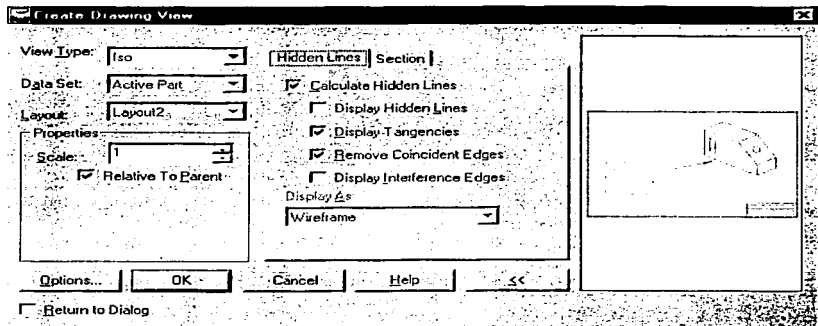 Create Drawing View
View Type: Iso
Data Set: Active Part
Layout: Layout2
Properties
Scale: 1
Relative To Parent
Hidden Lines Section
Calculate Hidden Lines
Display Hidden Lines
Display Tangencies
Remove Coincident Edges
Display Interference Edges
Display As
Wireframe
Options... OK Cancel Help <<
Return to Dialog